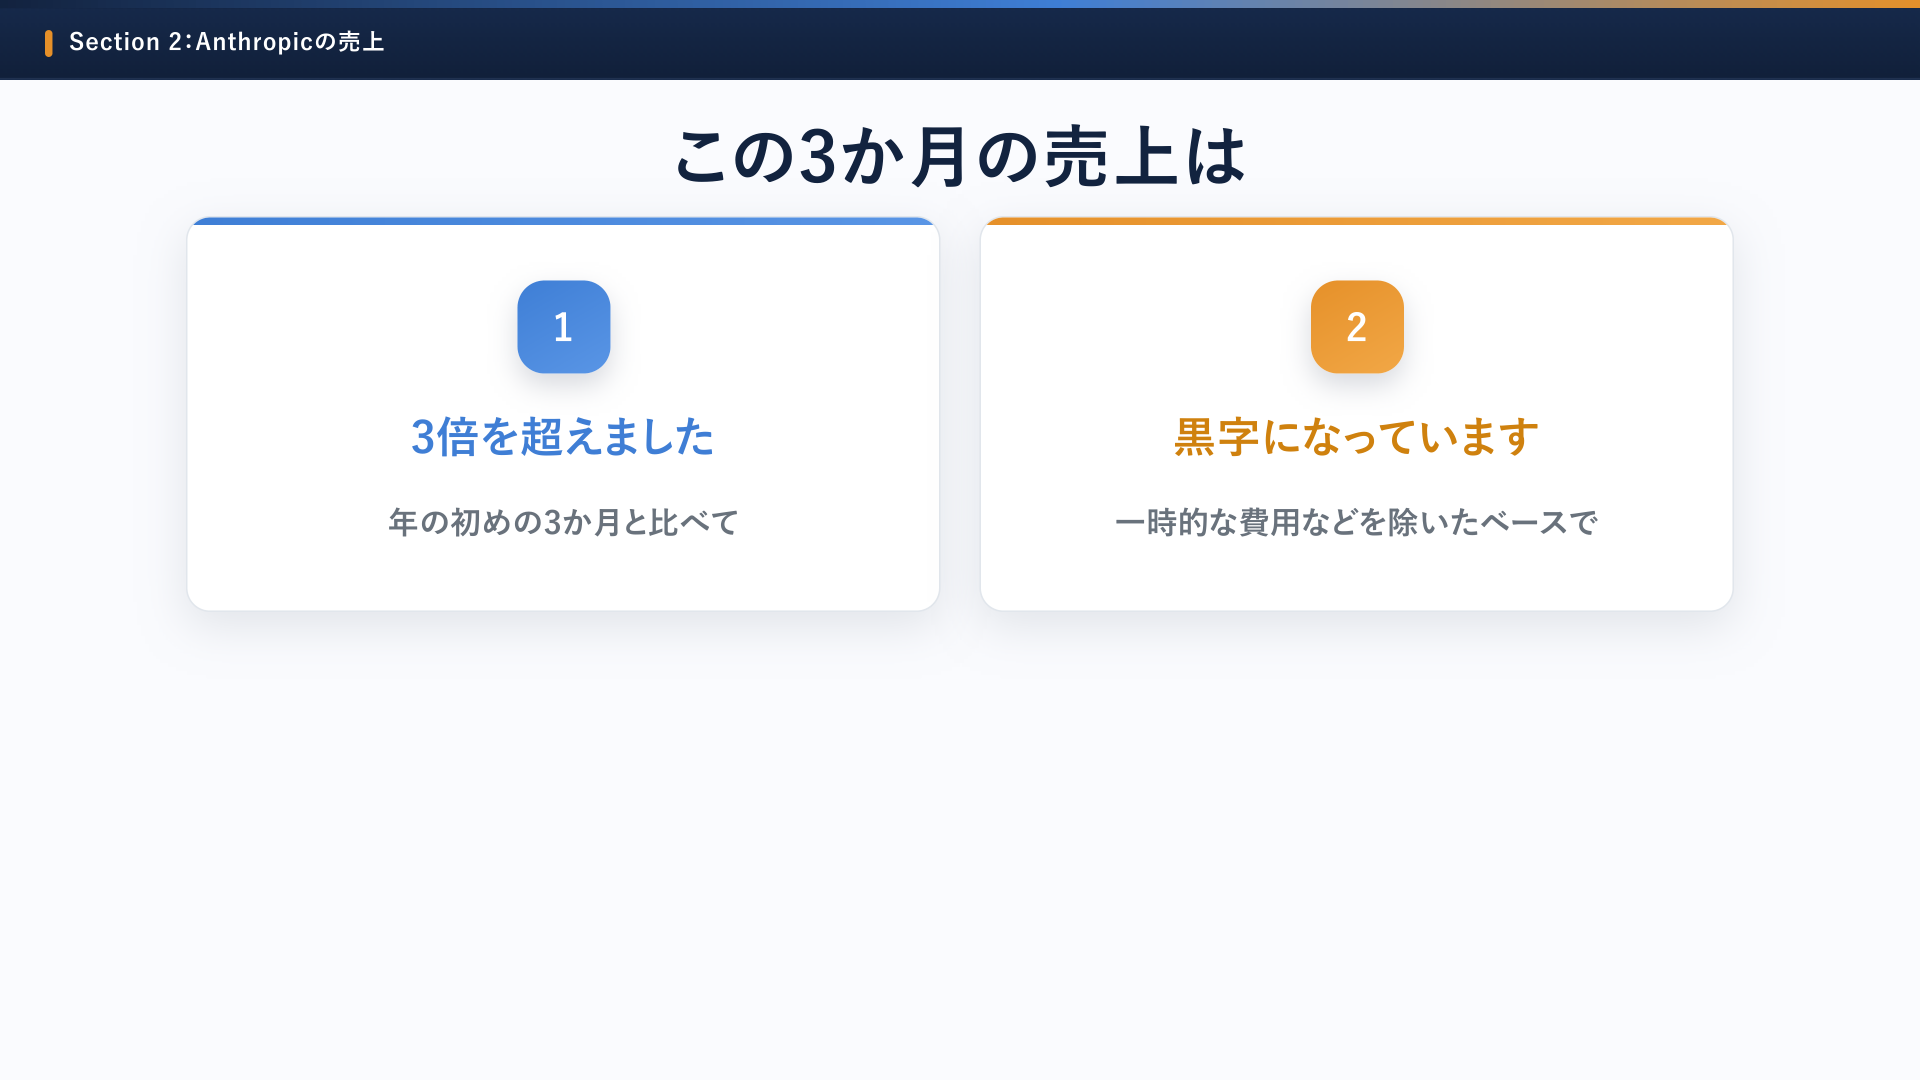 Section 2：Anthropicの売上
この3か月の売上は
1
3倍を超えました
年の初めの3か月と比べて
2
黒字になっています
一時的な費用などを除いたベースで